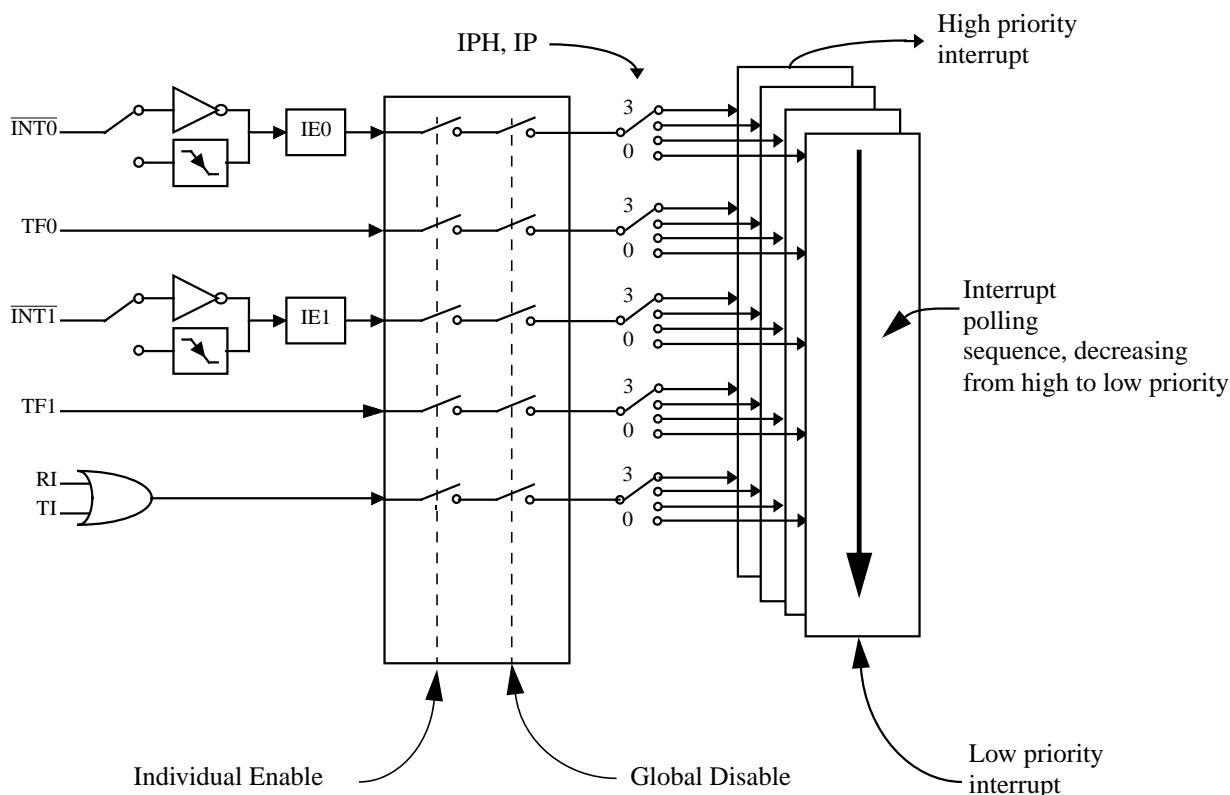 High priority
interrupt
IPH, IP
INT0
IE0
3
0
TF0
3
0
INT1
IE1
3
0
Interrupt
polling
sequence, decreasing
from high to low priority
TF1
3
0
RI
TI
3
0
Individual Enable
Global Disable
Low priority
interrupt